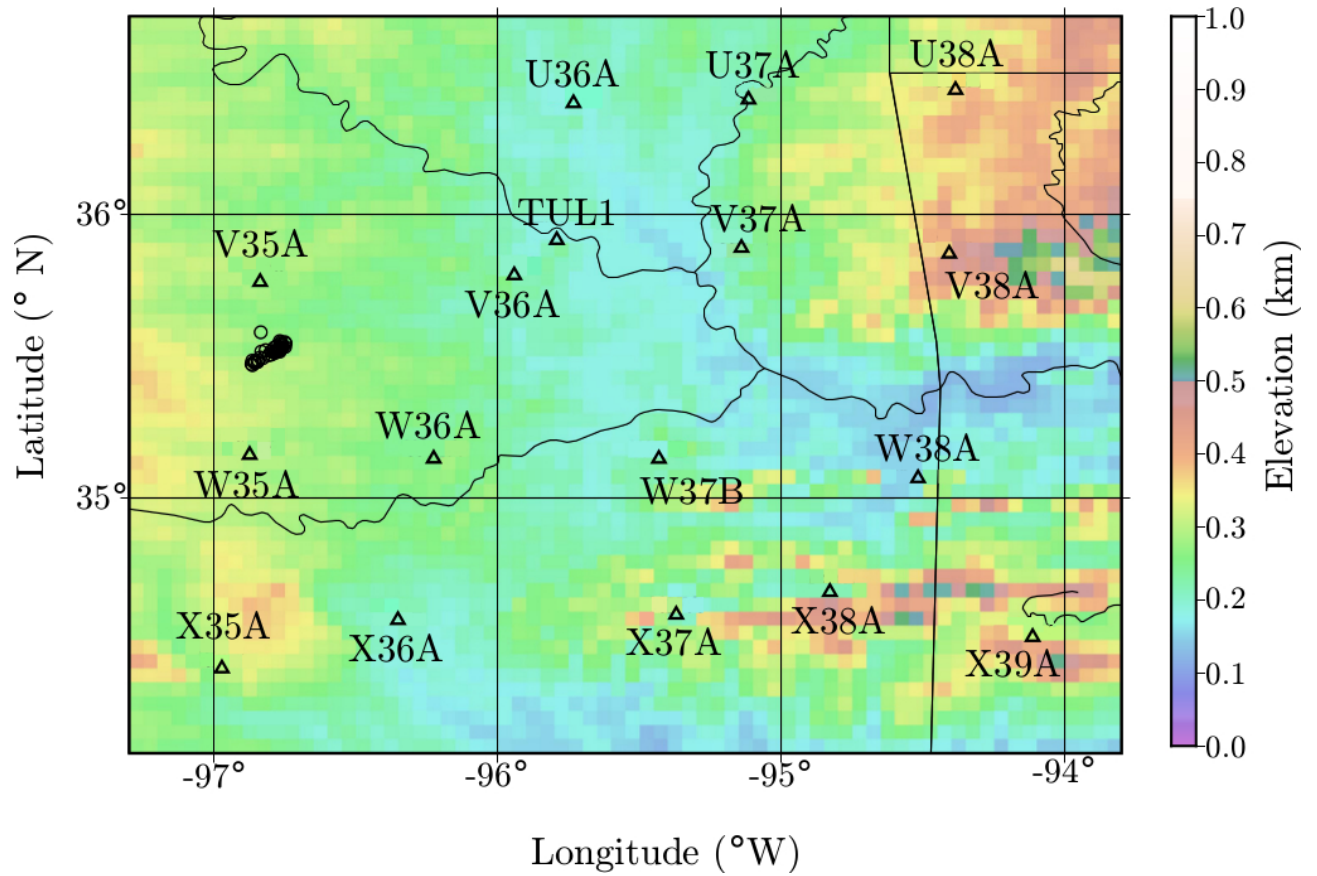 U36A
U37A
U38A
1.0
0.9
0.8
36°
TUL1
V37A
V35A
V36A
V38A
0.7
0.6
0.5
0.4
0.3
0.2
0.1
0.0
W36A
W38A
W35A
W37B
35°
X35A
X36A
X37A
X38A
X39A
-97°
-96°
-95°
-94°
Latitude (° N)
Longitude (°W)
Elevation (km)